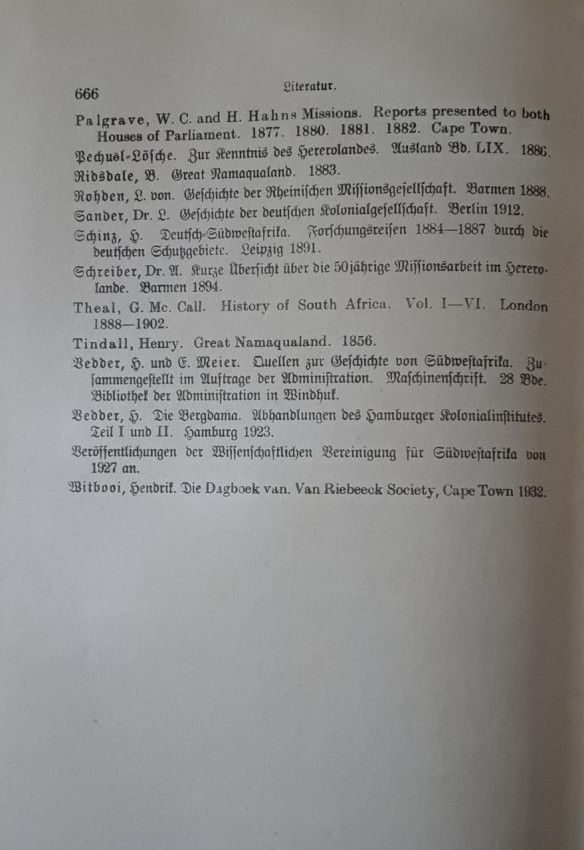 666
Literatur.
Palgrave, W. C. and H. Hahns Missions. Reports presented to both
Houses of Parliament. 1877. 1880. 1881. 1882. Cape Town.
Pechuöl-Lösche. Zur Kenntnis des Hererolandes. Ausland Bd. LIX. 1886.
Ridsdale, B. Great Namaqualand. 1883.
Rohden, L. von. Geschichte der Rheinischen Missionsgesellschaft. Barmen 1888.
Sander, Dr. L. Geschichte der deutschen Kolonialgesellschaft. Berlin 1912.
Schinz, H. Deutsch-Südwestafrika. Forschungsreisen 1884—1887 durch die
deutschen Schutzgebiete. Leipzig 1891.
Schreiber, Dr. A. Kurze Übersicht über die 50jährige Missionsarbeit im Herero-
lande. Barmen 1894.
Theal, G. Mc. Call. History of South Africa. Vol. I—VI. London
1888—1902.
Tindall, Henry. Great Namaqualand. 1856.
Vedder, H. und E. Meier. Quellen zur Geschichte von Südwestafrika. Zu-
sammengestellt im Auftrage der Administration. Maschinenschrift. 28 Bde.
Bibliothek der Administration in Windhuk.
Vedder, H. Die Bergdama. Abhandlungen des Hamburger Kolonialinstitutes.
Teil I und II. Hamburg 1923.
Veröffentlichungen der Wissenschaftlichen Vereinigung für Südwestafrika von
1927 an.
Witbooi, Hendrik. Die Dagboek van. Van Riebeeck Society, Cape Town 1932.